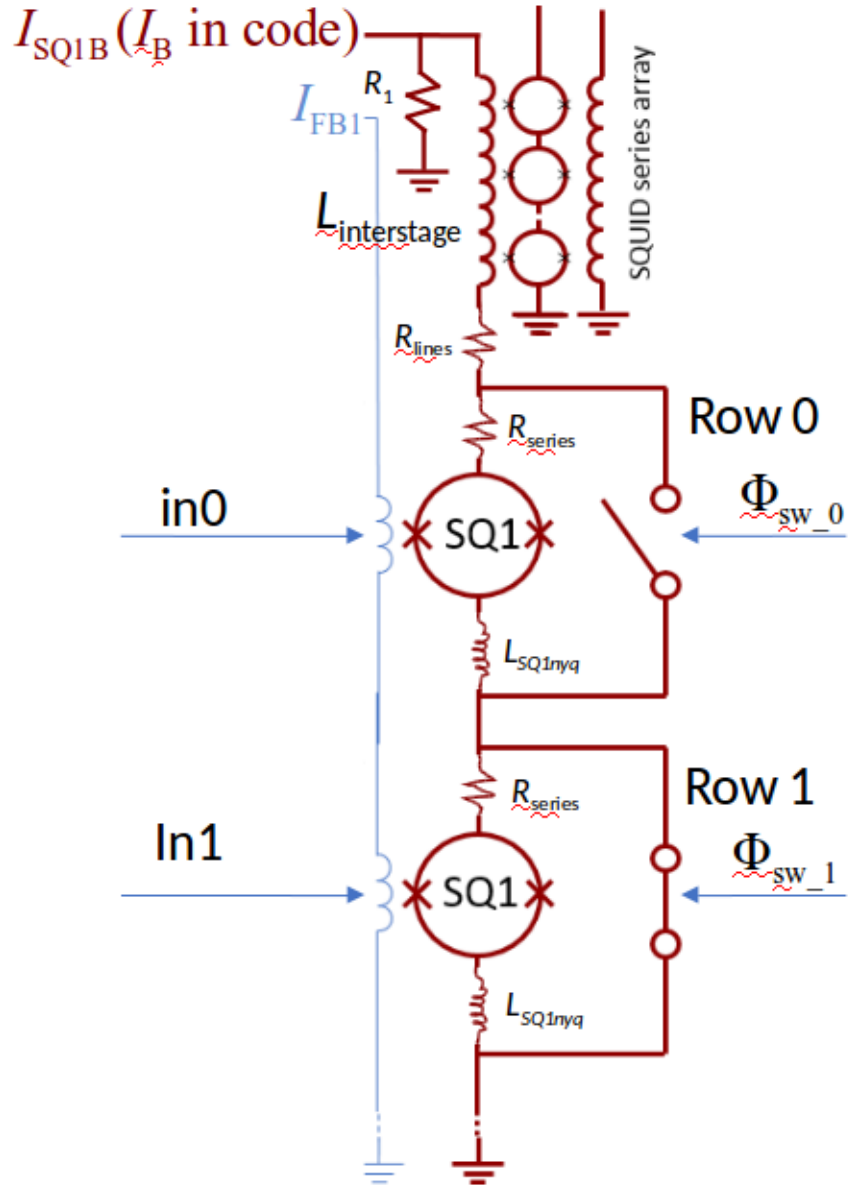 I_SQ1B (I_B in code)
R_1
I_FB1
L_interstage
SQUID series array
R_lines
R_series
Row 0
in0
SQ1
Φ_sw_0
L_SQ1nyq
R_series
Row 1
In1
SQ1
Φ_sw_1
L_SQ1nyq